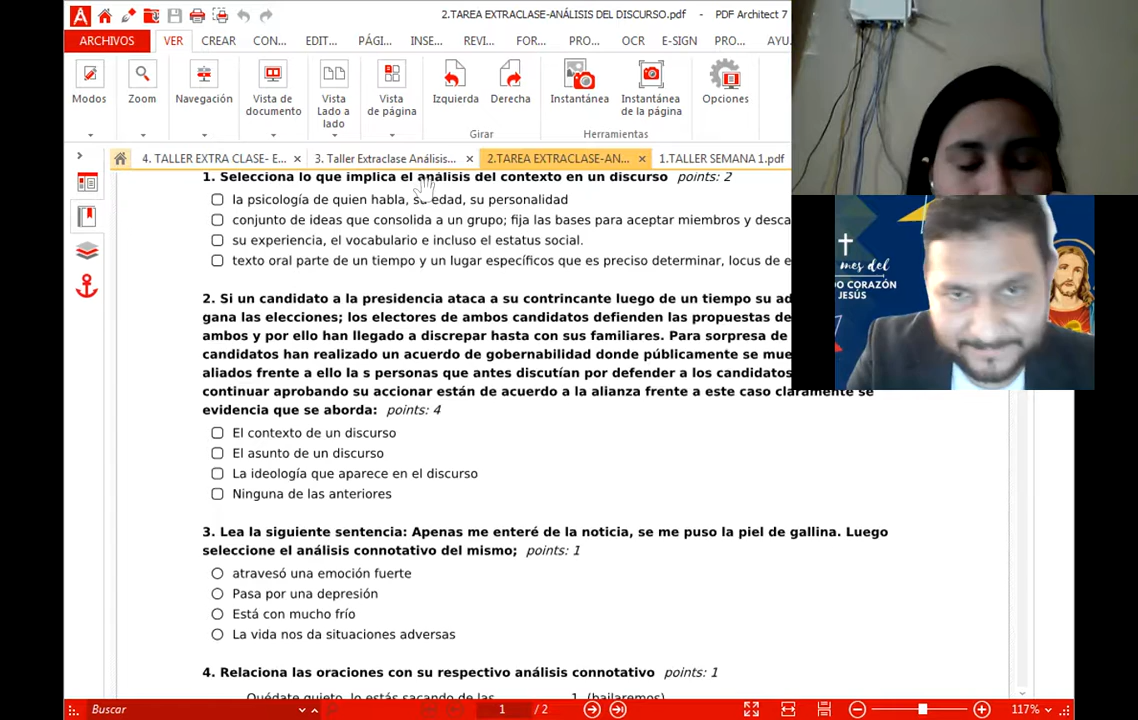 2.TAREA EXTRACLASE-ANÁLISIS DEL DISCURSO.pdf - PDF Architect 7
ARCHIVOS VER CREAR CON... EDIT... PÁGI... INSE... REVI... FOR... PRO... OCR E-SIGN PRO... AYU.
Modos Zoom Navegación Vista de documento Vista Lado a lado Vista de página Izquierda Derecha Instantánea Instantánea de la página Opciones
Girar Herramientas
4. TALLER EXTRA CLASE- E... 3. Taller Extraclase Análisis... 2.TAREA EXTRACLASE-AN... 1.TALLER SEMANA 1.pdf
1. Selecciona lo que implica el análisis del contexto en un discurso points: 2
la psicología de quien habla, su edad, su personalidad
conjunto de ideas que consolida a un grupo; fija las bases para aceptar miembros y desca
su experiencia, el vocabulario e incluso el estatus social.
texto oral parte de un tiempo y un lugar específicos que es preciso determinar, locus de e
2. Si un candidato a la presidencia ataca a su contrincante luego de un tiempo su ad
gana las elecciones; los electores de ambos candidatos defienden las propuestas de
ambos y por ello han llegado a discrepar hasta con sus familiares. Para sorpresa de
candidatos han realizado un acuerdo de gobernabilidad donde públicamente se mue
aliados frente a ello la s personas que antes discutían por defender a los candidatos
continuar aprobando su accionar están de acuerdo a la alianza frente a este caso claramente se
evidencia que se aborda: points: 4
El contexto de un discurso
El asunto de un discurso
La ideología que aparece en el discurso
Ninguna de las anteriores
3. Lea la siguiente sentencia: Apenas me enteré de la noticia, se me puso la piel de gallina. Luego
seleccione el análisis connotativo del mismo; points: 1
atravesó una emoción fuerte
Pasa por una depresión
Está con mucho frío
La vida nos da situaciones adversas
4. Relaciona las oraciones con su respectivo análisis connotativo points: 1
Quédate quieto, lo estás sacando de las 1. (bailaremos)
mes del
DO CORAZÓN
JESÚS
Buscar 1 / 2 117%